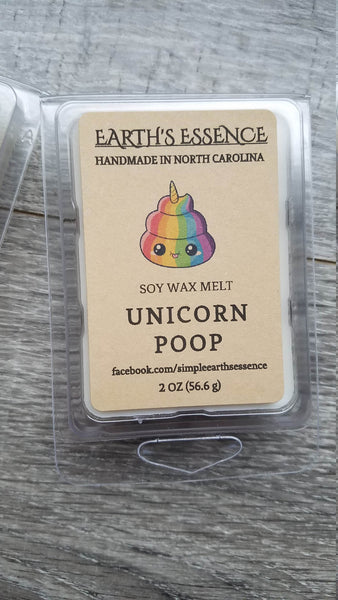 EARTH'S ESSENCE
HANDMADE IN NORTH CAROLINA
SOY WAX MELT
UNICORN
POOP
facebook.com/simpleearthsessence
2 OZ (56.6 g)